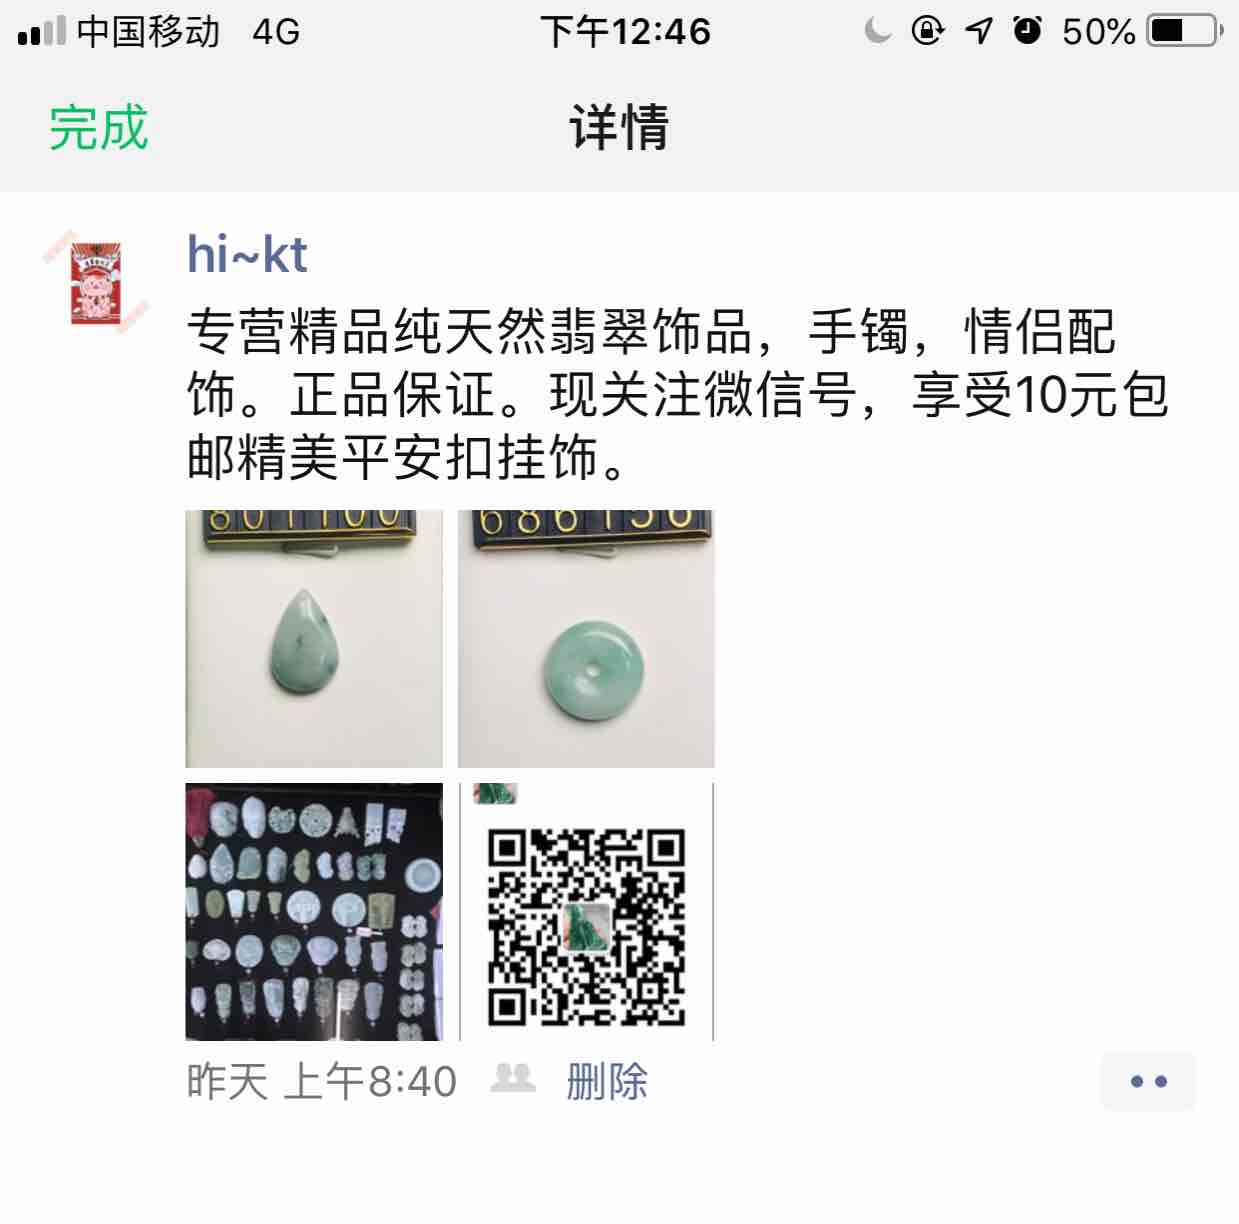 中国移动 4G 下午12:46 50%
完成 详情
hi~kt
专营精品纯天然翡翠饰品，手镯，情侣配
饰。正品保证。现关注微信号，享受10元包
邮精美平安扣挂饰。
801100 686156
昨天 上午8:40 删除